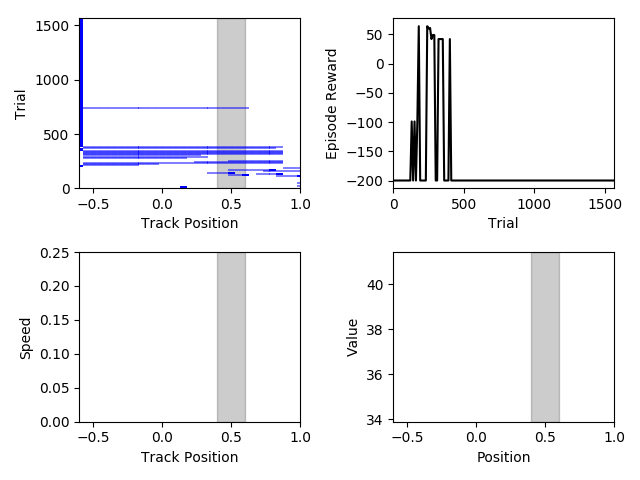 1500
1000
500
0
Trial
−0.5 0.0 0.5 1.0
Track Position
50
0
−50
−100
−150
−200
Episode Reward
0 500 1000 1500
Trial
0.25
0.20
0.15
0.10
0.05
0.00
Speed
−0.5 0.0 0.5 1.0
Track Position
40
38
36
34
Value
−0.5 0.0 0.5 1.0
Position